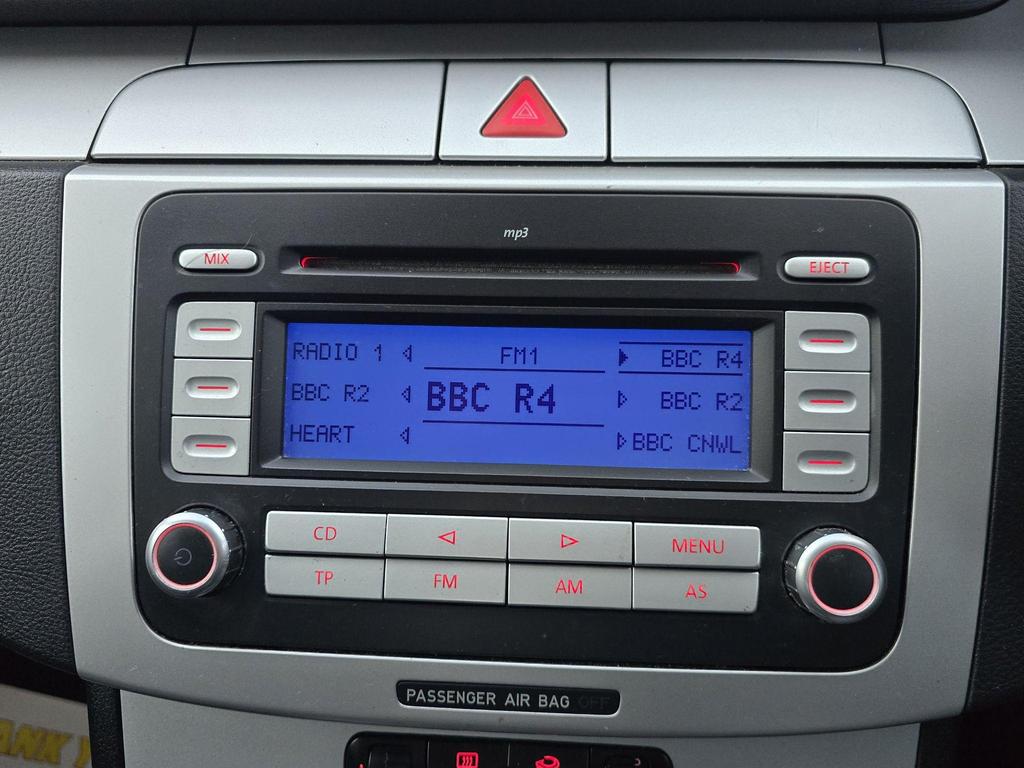 mp3
MIX
EJECT
RADIO 1 FM1 BBC R4
BBC R2 BBC R4 BBC R2
HEART BBC CNWL
CD MENU
TP FM AM AS
PASSENGER AIR BAG OFF
ANK Y